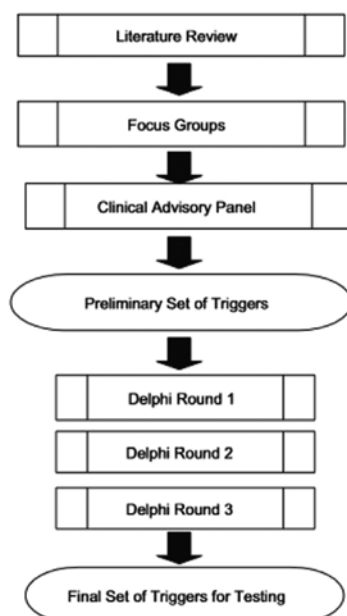 Literature Review
Focus Groups
Clinical Advisory Panel
Preliminary Set of Triggers
Delphi Round 1
Delphi Round 2
Delphi Round 3
Final Set of Triggers for Testing